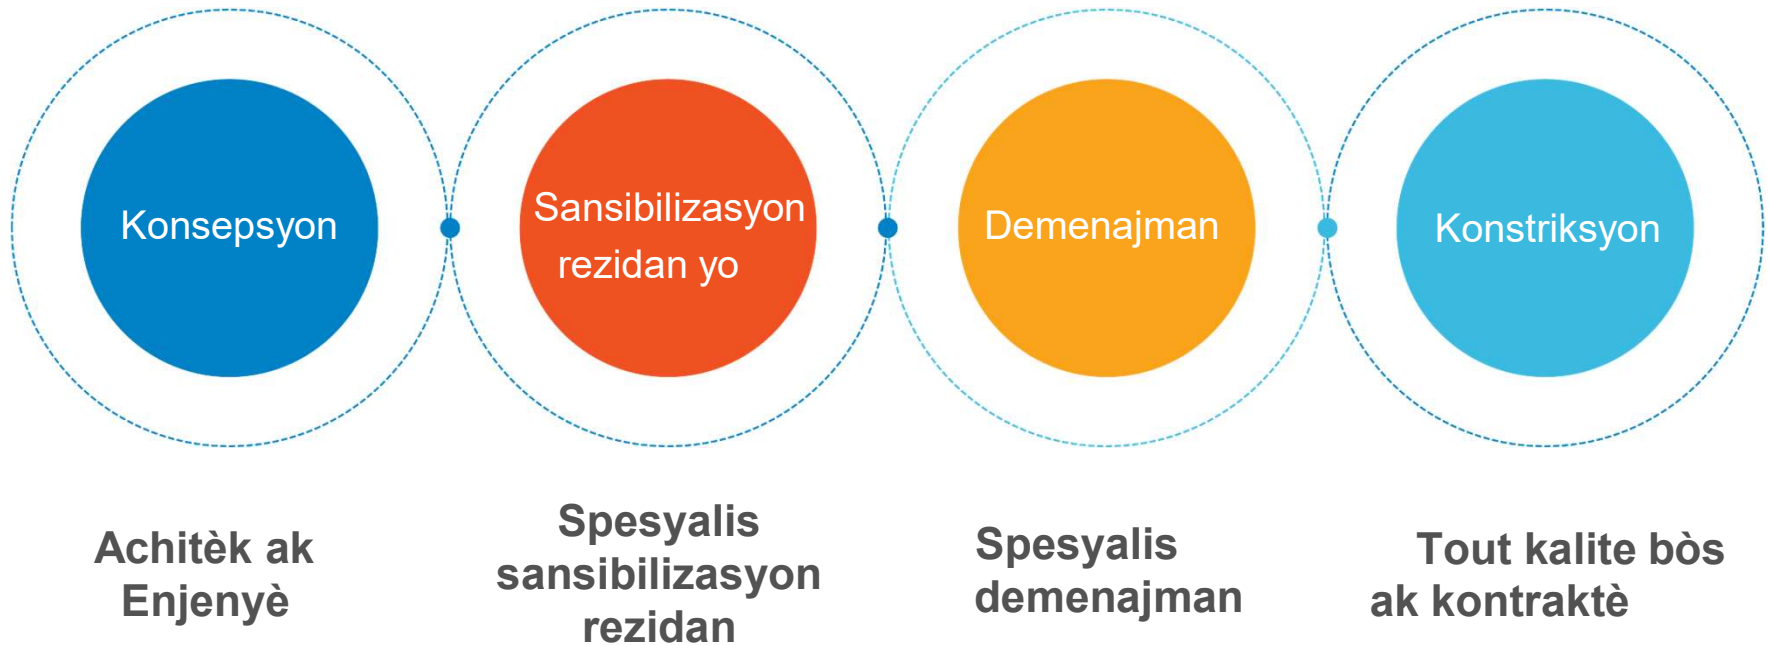 Konsepsyon
Sansibilizasyon
rezidan yo
Demenajman
Konstriksyon
Achitèk ak
Enjenyè
Spesyalis
sansibilizasyon
rezidan
Spesyalis
demenajman
Tout kalite bòs
ak kontraktè